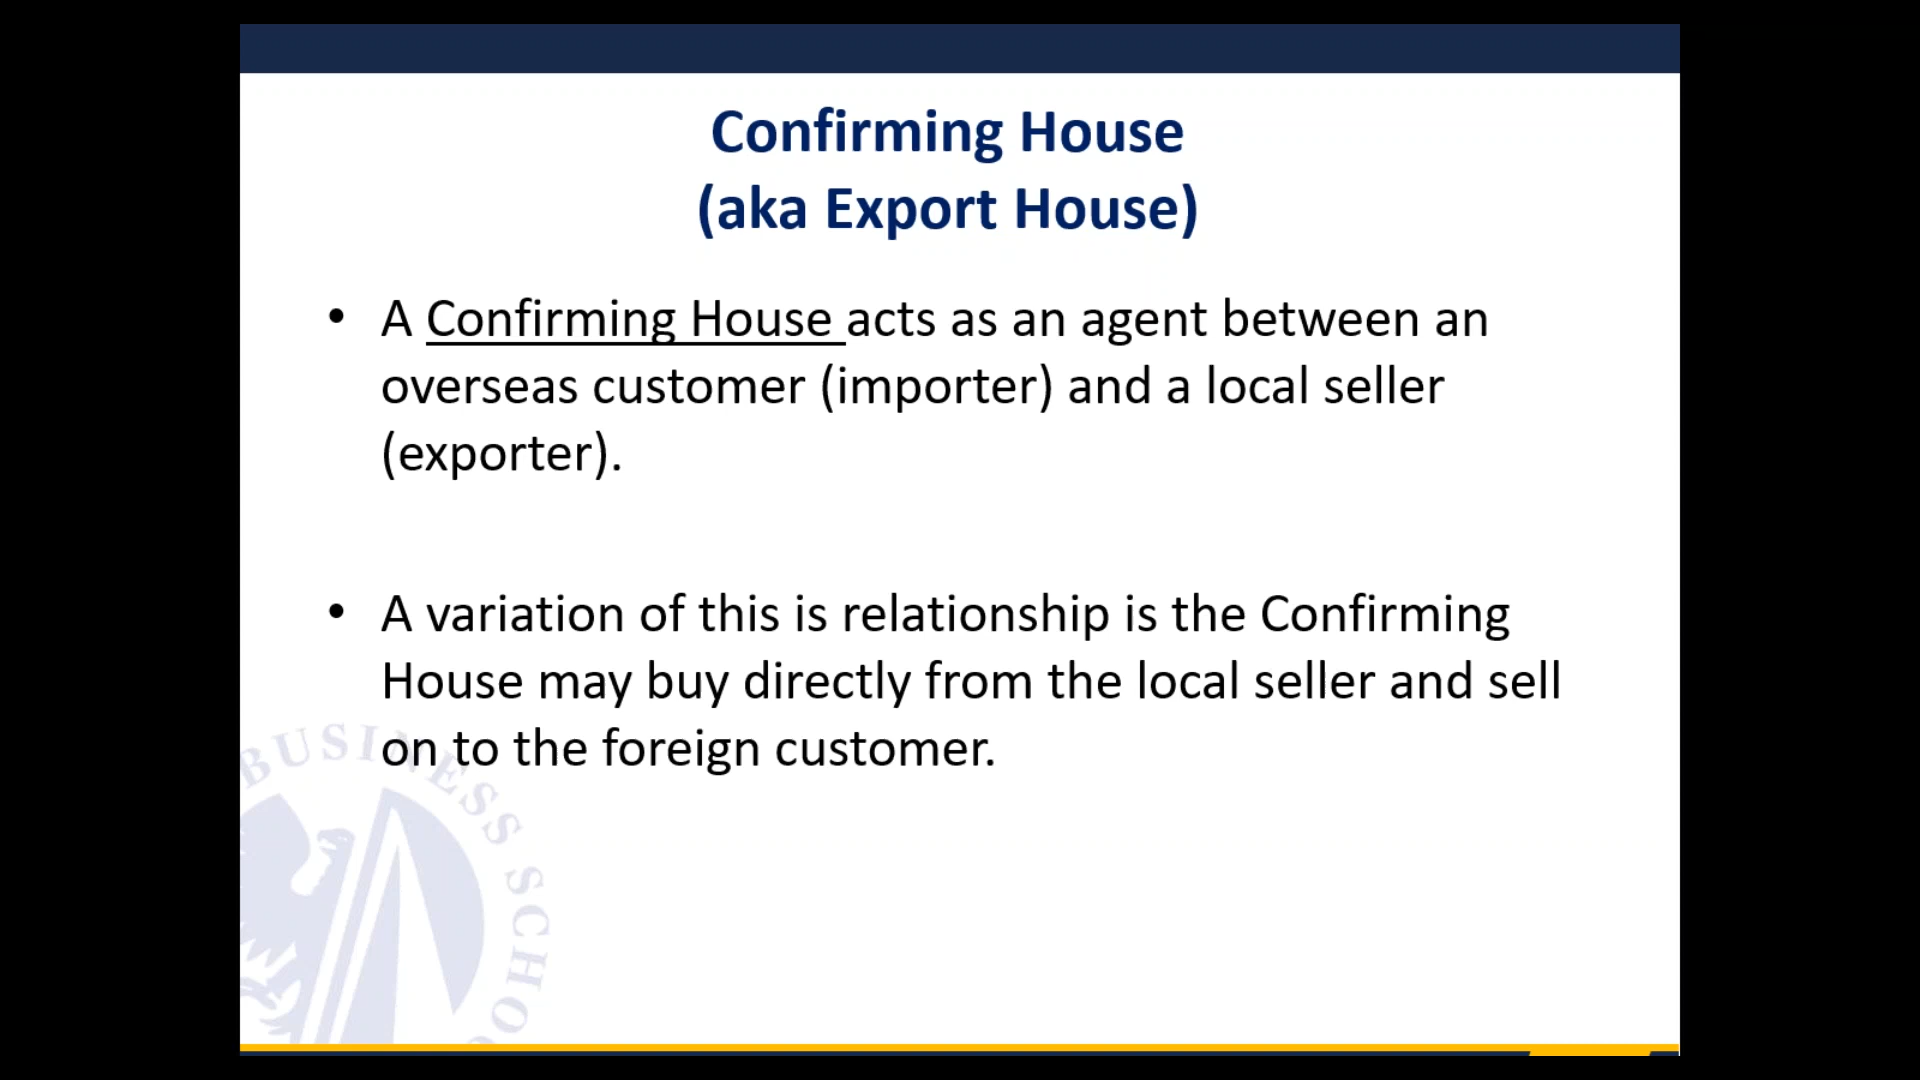 Confirming House
(aka Export House)
• A Confirming House acts as an agent between an
overseas customer (importer) and a local seller
(exporter).
• A variation of this is relationship is the Confirming
House may buy directly from the local seller and sell
on to the foreign customer.
BUSINESS SCHO